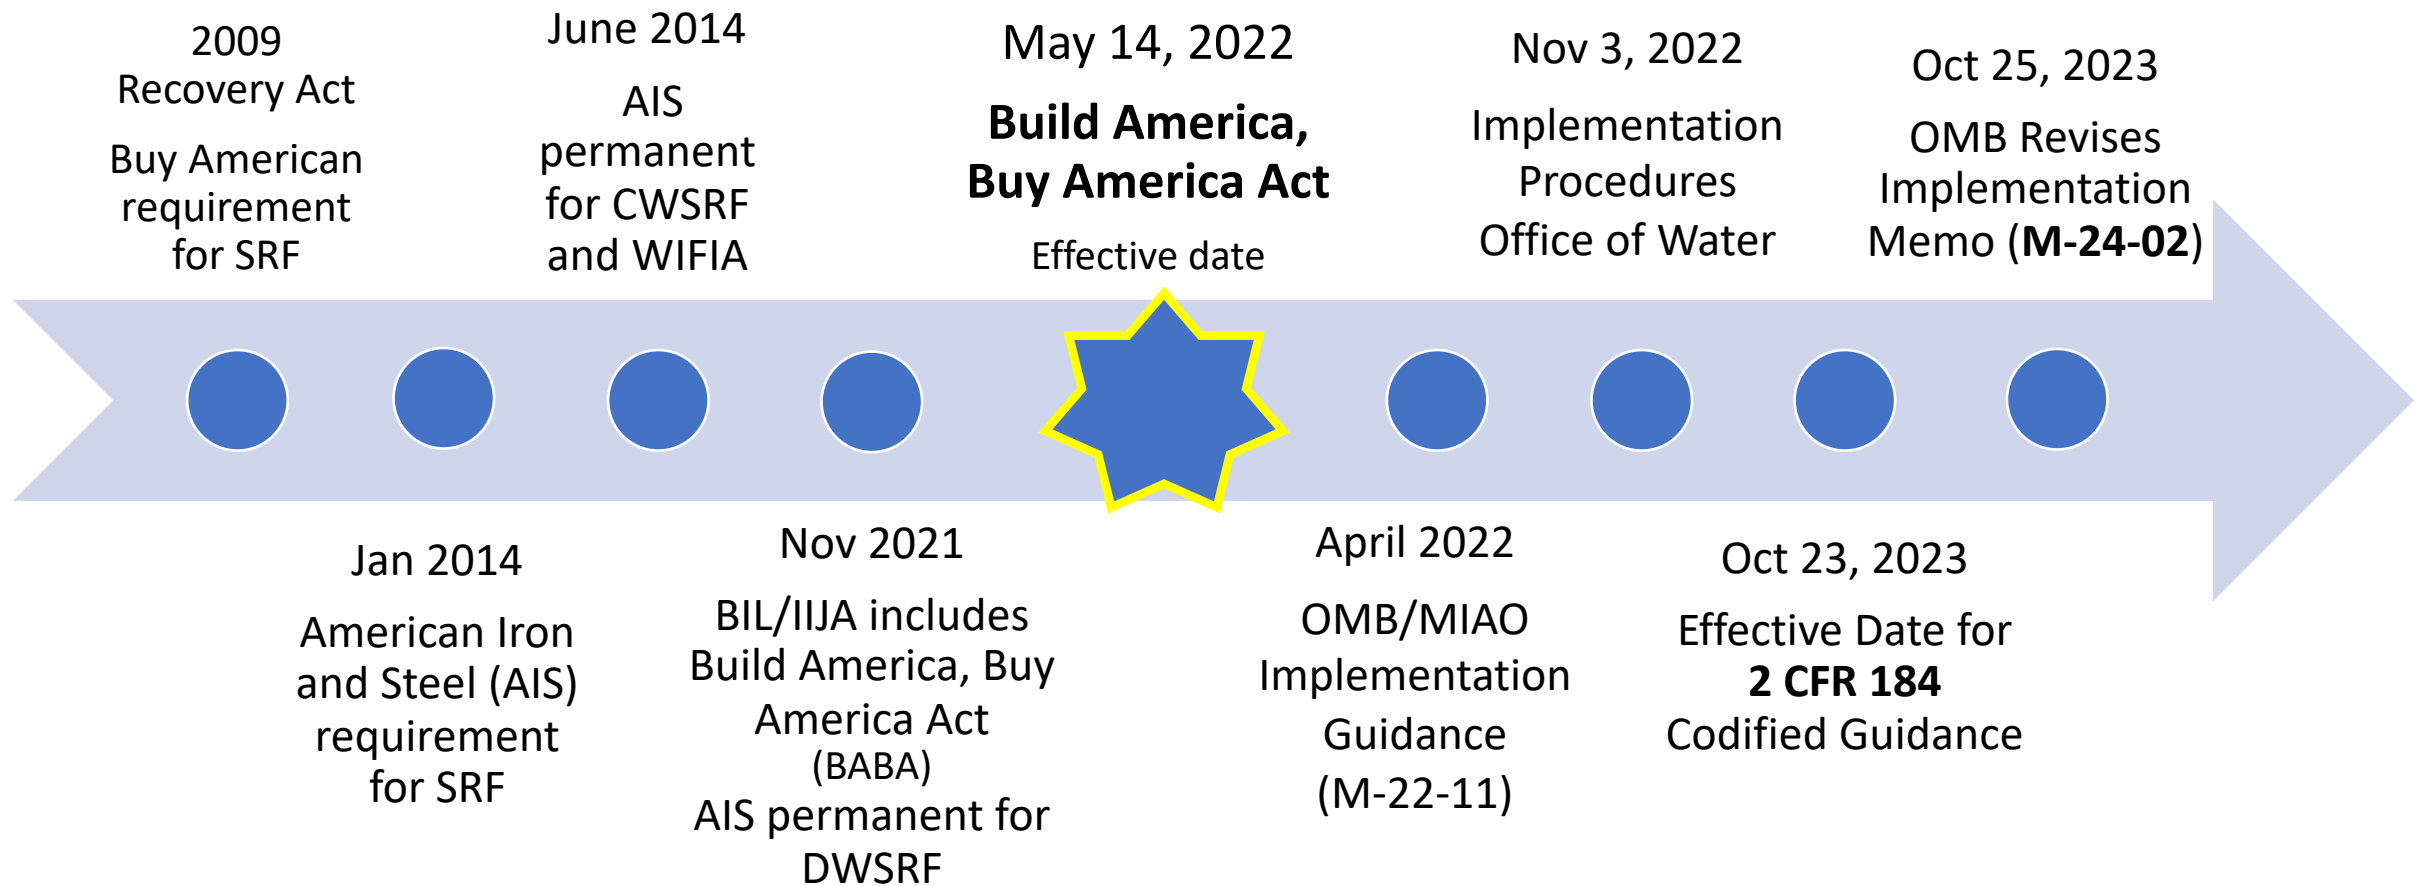 2009
Recovery Act
Buy American
requirement
for SRF
Jan 2014
American Iron
and Steel (AIS)
requirement
for SRF
June 2014
AIS
permanent
for CWSRF
and WIFIA
Nov 2021
BIL/IIJA includes
Build America, Buy
America Act
(BABA)
AIS permanent for
DWSRF
May 14, 2022
Build America,
Buy America Act
Effective date
April 2022
OMB/MIAO
Implementation
Guidance
(M-22-11)
Nov 3, 2022
Implementation
Procedures
Office of Water
Oct 23, 2023
Effective Date for
2 CFR 184
Codified Guidance
Oct 25, 2023
OMB Revises
Implementation
Memo (M-24-02)